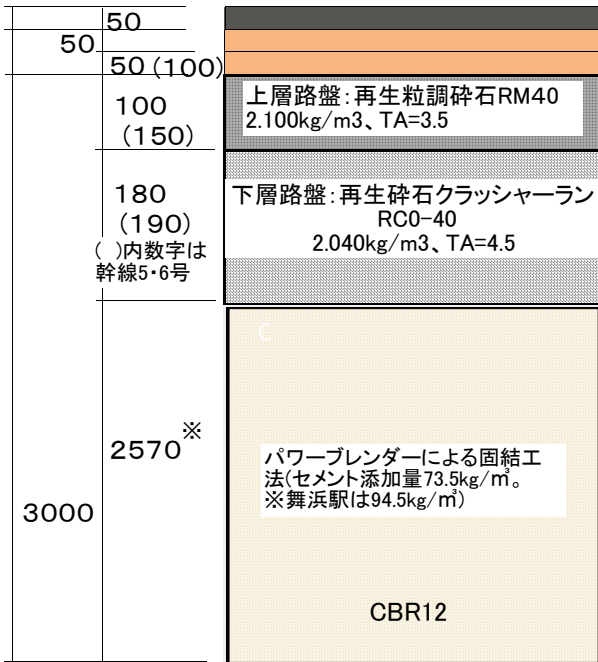 50
50
50 (100)
100
(150)
上層路盤:再生粒調砕石RM40
2.100kg/m3、TA=3.5
180
(190)
( )内数字は
幹線5・6号
下層路盤:再生砕石クラッシャーラン
RC0-40
2.040kg/m3、TA=4.5
C
2570※
3000
パワーブレンダーによる固結工
法(セメント添加量73.5kg/㎥。
※舞浜駅は94.5kg/㎥)
CBR12